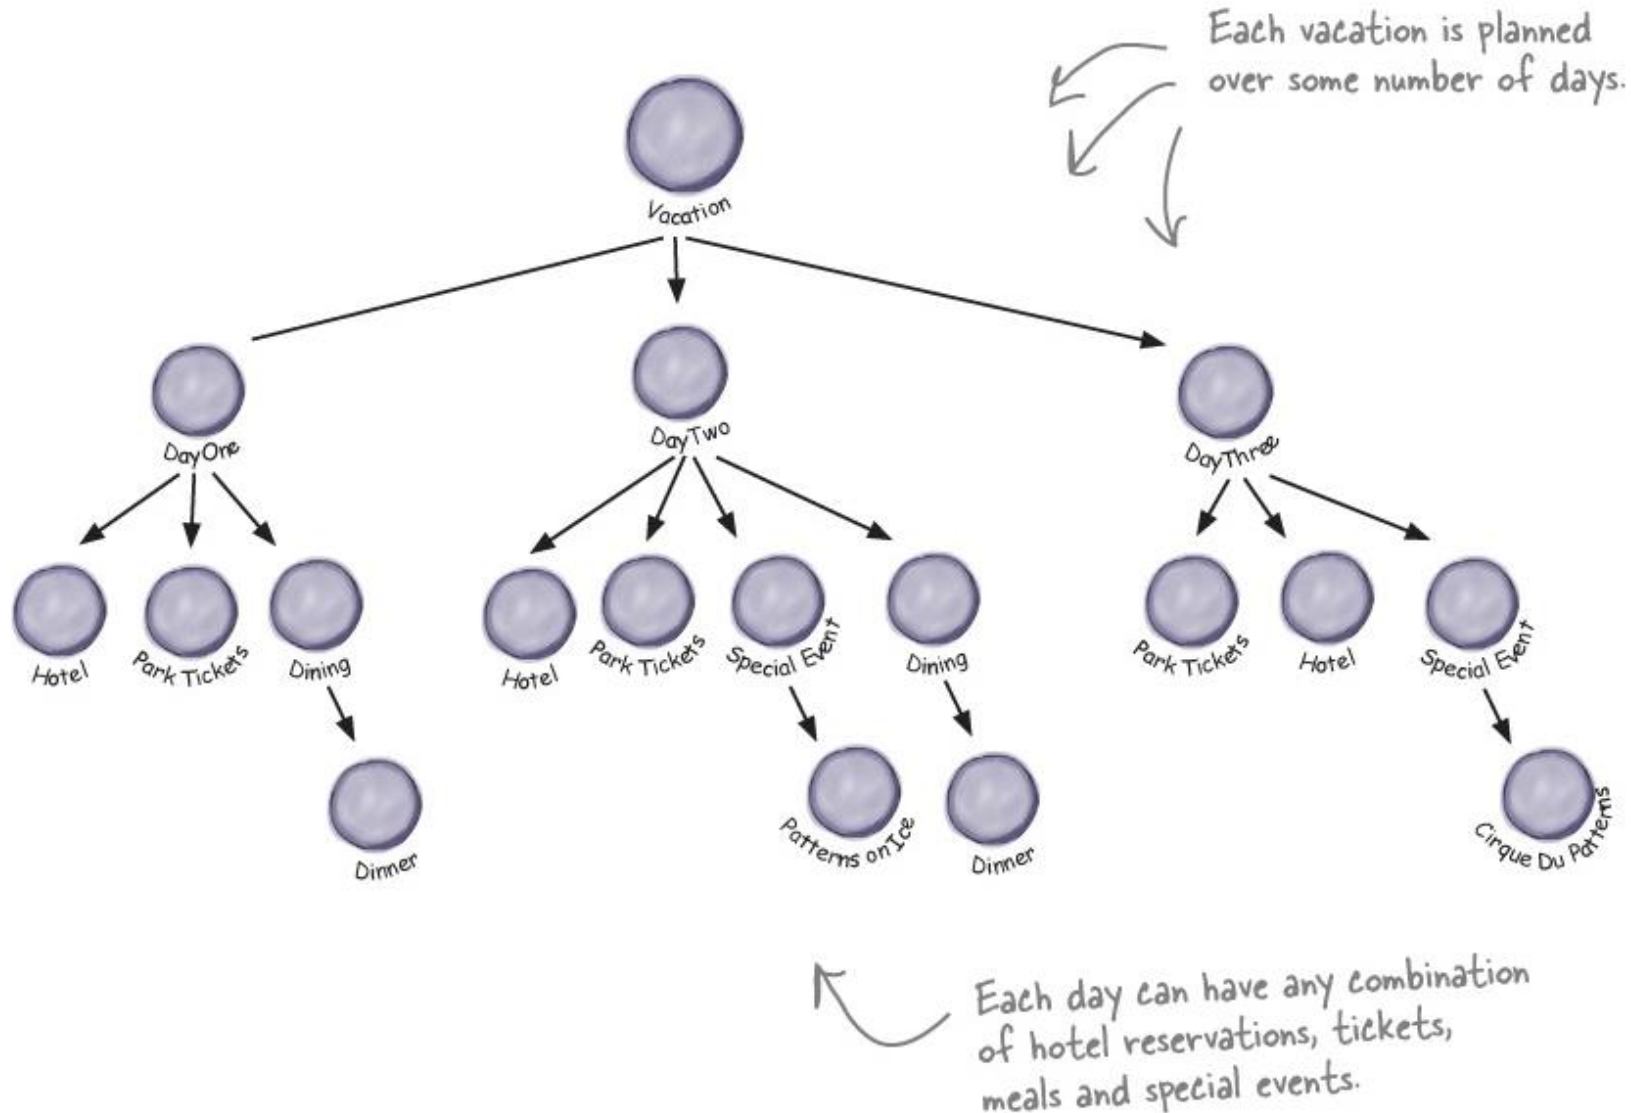 Each vacation is planned
over some number of days.
Vacation
DayOne
DayTwo
DayThree
Hotel
Park Tickets
Dining
Hotel
Park Tickets
Special Event
Dining
Park Tickets
Hotel
Special Event
Dinner
Patterns on Ice
Dinner
Cirque Du Patterns
Each day can have any combination
of hotel reservations, tickets,
meals and special events.